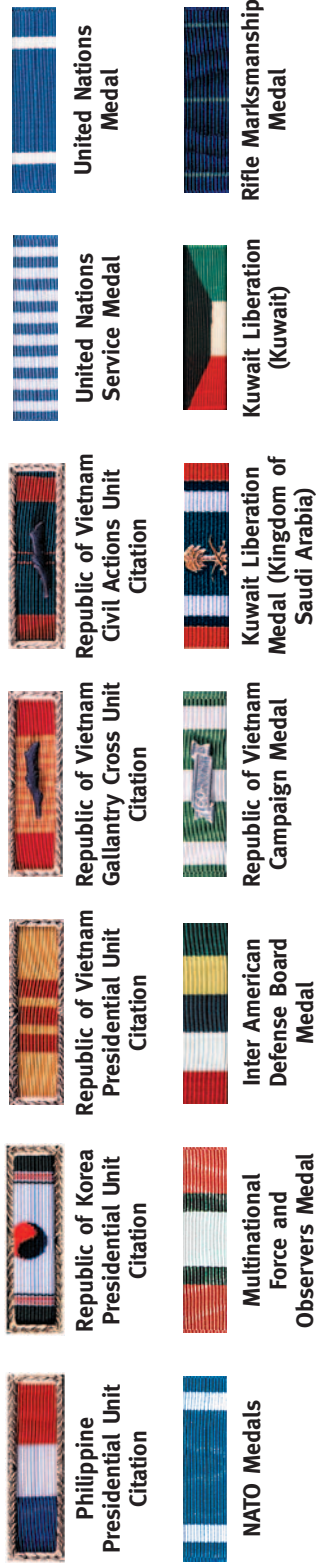 Philippine
Presidential Unit
Citation
Republic of Korea
Presidential Unit
Citation
Republic of Vietnam
Presidential Unit
Citation
Republic of Vietnam
Gallantry Cross Unit
Citation
Republic of Vietnam
Civil Actions Unit
Citation
United Nations
Service Medal
United Nations
Medal
NATO Medals
Multinational
Force and
Observers Medal
Inter American
Defense Board
Medal
Republic of Vietnam
Campaign Medal
Kuwait Liberation
Medal (Kingdom of
Saudi Arabia)
Kuwait Liberation
(Kuwait)
Rifle Marksmanship
Medal